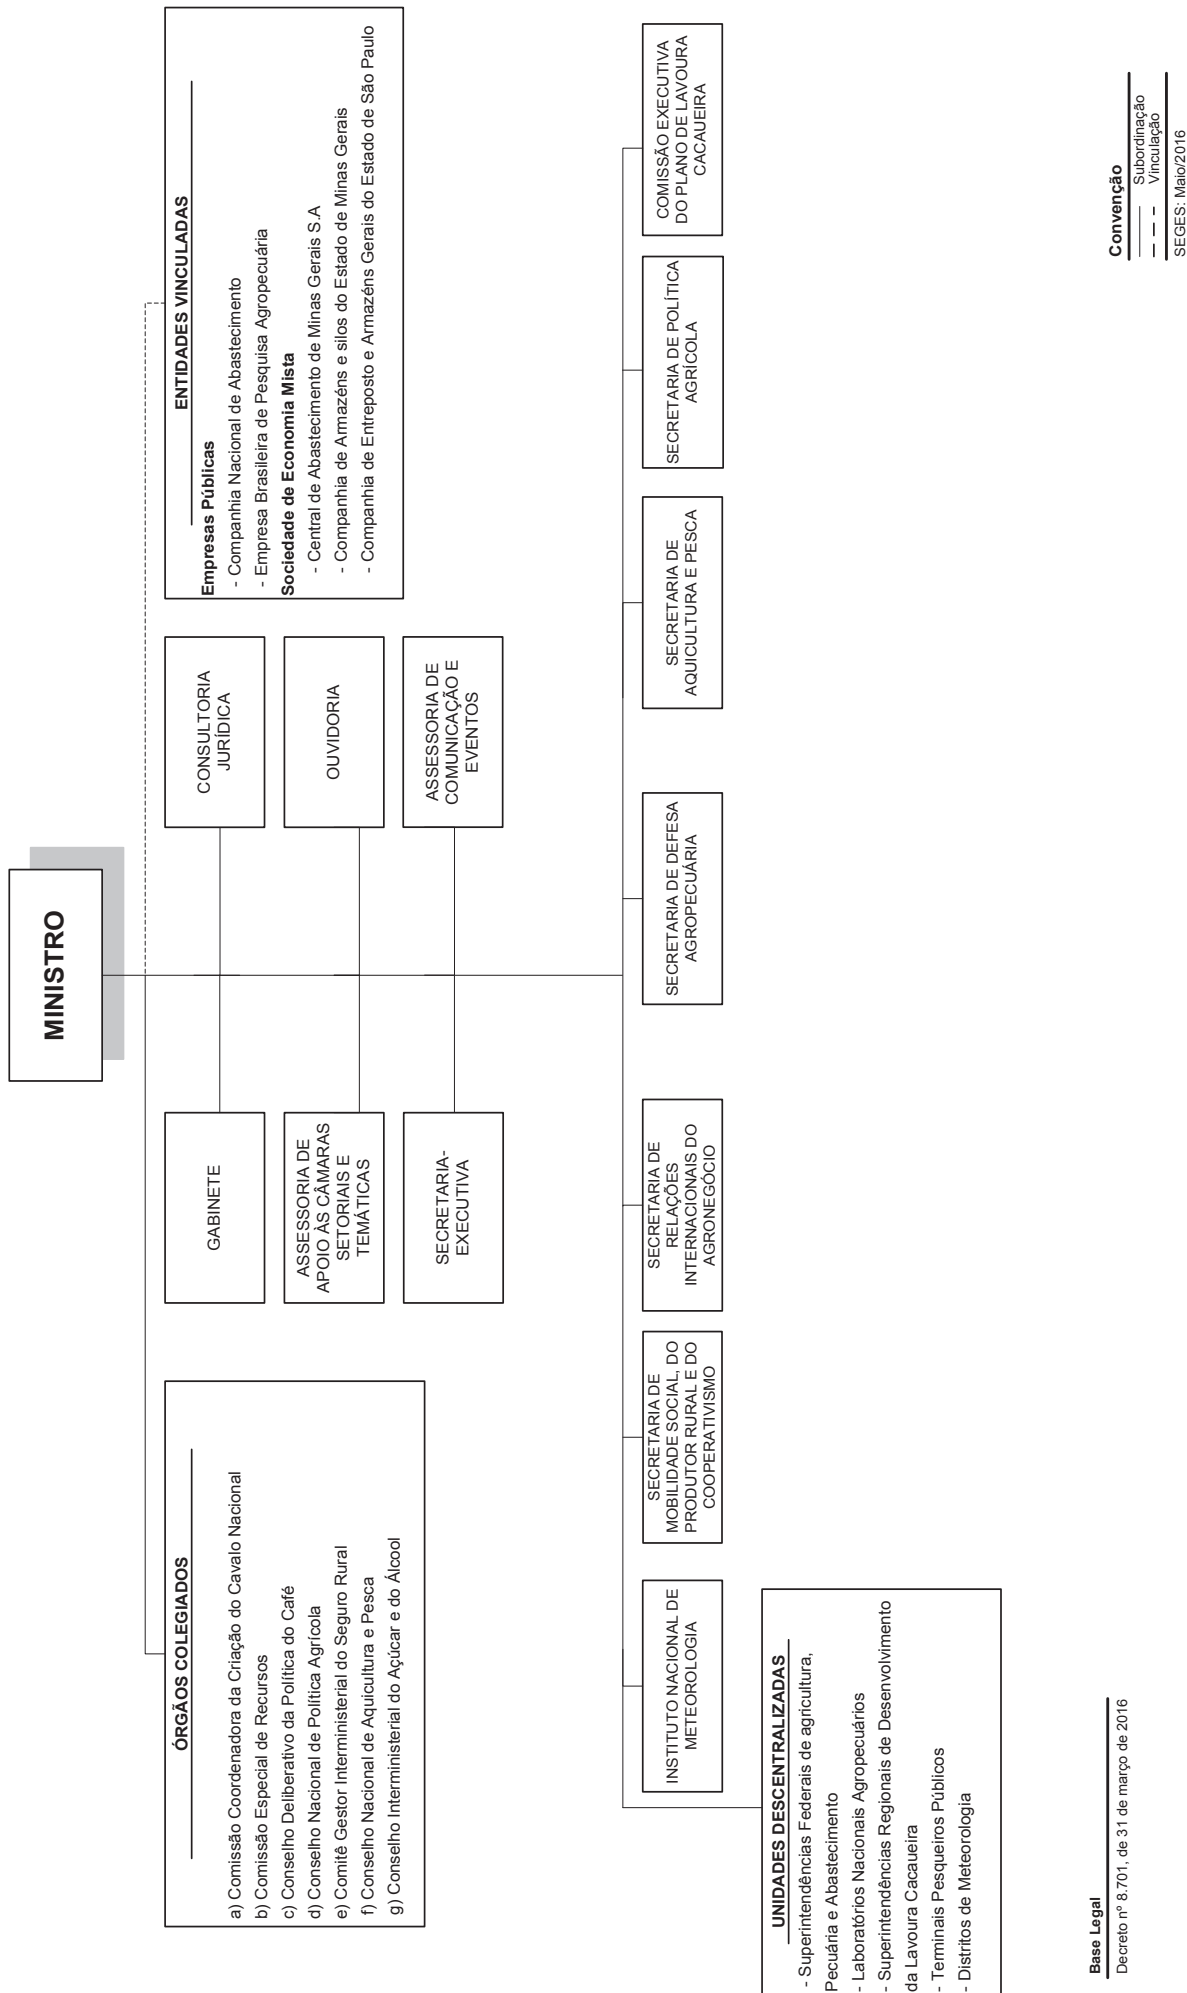 MINISTRO
ÓRGÃOS COLEGIADOS
a) Comissão Coordenadora da Criação do Cavalo Nacional
b) Comissão Especial de Recursos
c) Conselho Deliberativo da Política do Café
d) Conselho Nacional de Política Agrícola
e) Comitê Gestor Interministerial do Seguro Rural
f) Conselho Nacional de Aquicultura e Pesca
g) Conselho Interministerial do Açúcar e do Álcool
GABINETE
ASSESSORIA DE
APOIO ÀS CÂMARAS
SETORIAIS E
TEMÁTICAS
SECRETARIA-
EXECUTIVA
CONSULTORIA
JURÍDICA
OUVIDORIA
ASSESSORIA DE
COMUNICAÇÃO E
EVENTOS
ENTIDADES VINCULADAS
Empresas Públicas
- Companhia Nacional de Abastecimento
- Empresa Brasileira de Pesquisa Agropecuária
Sociedade de Economia Mista
- Central de Abastecimento de Minas Gerais S.A
- Companhia de Armazéns e silos do Estado de Minas Gerais
- Companhia de Entreposto e Armazéns Gerais do Estado de São Paulo
INSTITUTO NACIONAL DE
METEOROLOGIA
SECRETARIA DE
MOBILIDADE SOCIAL, DO
PRODUTOR RURAL E DO
COOPERATIVISMO
SECRETARIA DE
RELAÇÕES
INTERNACIONAIS DO
AGRONEGÓCIO
SECRETARIA DE DEFESA
AGROPECUÁRIA
SECRETARIA DE
AQUICULTURA E PESCA
SECRETARIA DE POLÍTICA
AGRÍCOLA
COMISSÃO EXECUTIVA
DO PLANO DE LAVOURA
CACAUEIRA
UNIDADES DESCENTRALIZADAS
- Superintendências Federais de agricultura,
Pecuária e Abastecimento
- Laboratórios Nacionais Agropecuários
- Superintendências Regionais de Desenvolvimento
da Lavoura Cacaueira
- Terminais Pesqueiros Públicos
- Distritos de Meteorologia
Base Legal
Decreto nº 8.701, de 31 de março de 2016
Convenção
Subordinação
Vinculação
SEGES: Maio/2016